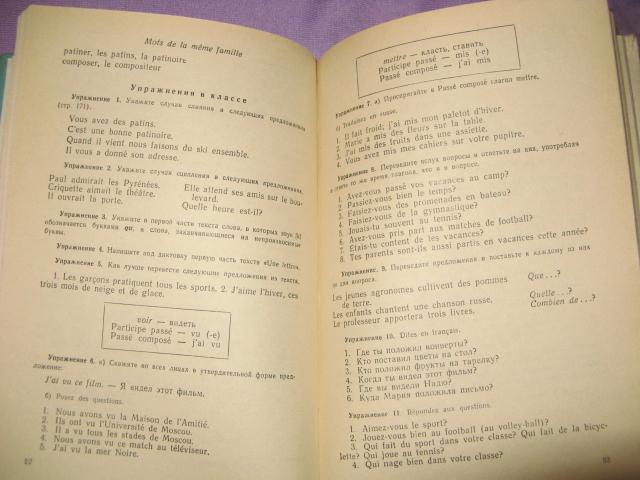 Mots de la même famille
patiner, les patins, la patinoire
composer, le compositeur
Упражнения в классе
Упражнение 1. Укажите случаи слияния в следующих предложениях
(стр. 171).
Vous avez des patins.
C'est une bonne patinoire.
Quand il vient nous faisons du ski ensemble.
Il vous a donné son adresse.
Упражнение 2. Укажите случаи сцепления в следующих предложениях.
Paul admirait les Pyrénées.
Criquette aimait le théâtre.
Il ouvrait la porte.
Elle allend ses amis sur le bou-
levard.
Quelle heure est-il?
Упражнение 3. Укажите в первой части текста слова, в которых звук [k]
обозначается буквами qu, и слова, заканчивающиеся на непроизносимые
буквы.
Упражнение 4. Напишите под диктовку первую часть текста «Une lettre».
Упражнение 5. Как лучше перевести следующие предложения из текста.
1. Les garçons pratiquent tous les sports. 2. J'aime l'hiver, ces
trois mois de neige et de glace.
voir — видеть
Participe passé — vu (-e)
Passé composé — j'ai vu
Упражнение 6. а) Скажите во всех лицах в утвердительной форме пред-
ложение:
J'ai vu ce film. — Я видел этот фильм.
б) Posez des questions.
1. Nous avons vu la Maison de l'Amitié.
2. Ils ont vu l'Université de Moscou.
3. Il a vu tous les stades de Moscou.
4. Nous avons vu ce match au téléviseur.
5. J'ai vu la mer Noire.
52
mettre — класть, ставить
Participe passé — mis (-e)
Passé composé — j'ai mis
Упражнение 7. а) Проспрягайте в Passé composé глагол mettre.
б) Traduisez en russe.
1. Il fait froid; j'ai mis mon paletot d'hiver.
2. Marie a mis des fleurs sur la table.
3. J'ai mis des fruits dans une assiette.
4. Vous avez mis mes cahiers sur votre pupitre.
Упражнение 8. Переведите вслух вопросы и ответьте на них, употребляя
в ответе то же время глагола, что и в вопросе.
1. Avez-vous passé vos vacances au camp?
2. Passiez-vous bien le temps?
3. Faisiez-vous des promenades en bateau?
4. Faisiez-vous de la gymnastique?
5. Jouais-tu souvent au tennis?
6. Avez-vous pris part aux matches de football?
7. Étais-tu content de les vacances?
8. Tes parents sont-ils aussi partis en vacances cette année?
Упражнение. 9. Переведите предложения и поставьте к каждому из них
по два вопроса.
Les jeunes agronomes cultivent des pommes
de terre.
Les enfants chantent une chanson russe.
Le professeur apportera trois livres.
Que...?
Quelle...?
Combien de...?
Упражнение 10. Dites en français.
1. Где ты положил конверты?
2. Кто поставил цветы на стол?
3. Кто положил фрукты на тарелку?
4. Когда ты видел этот фильм?
5. Где вы видели Надю?
6. Куда Мария положила письмо?
Упражнение 11. Répondez aux questions.
1. Aimez-vous le sport?
2. Jouez-vous bien au football (au volley-ball)?
3. Qui fait du sport dans votre classe? Qui fait de la bicyc-
lette? Qui joue au tennis?
4. Qui nage bien dans votre classe?
53